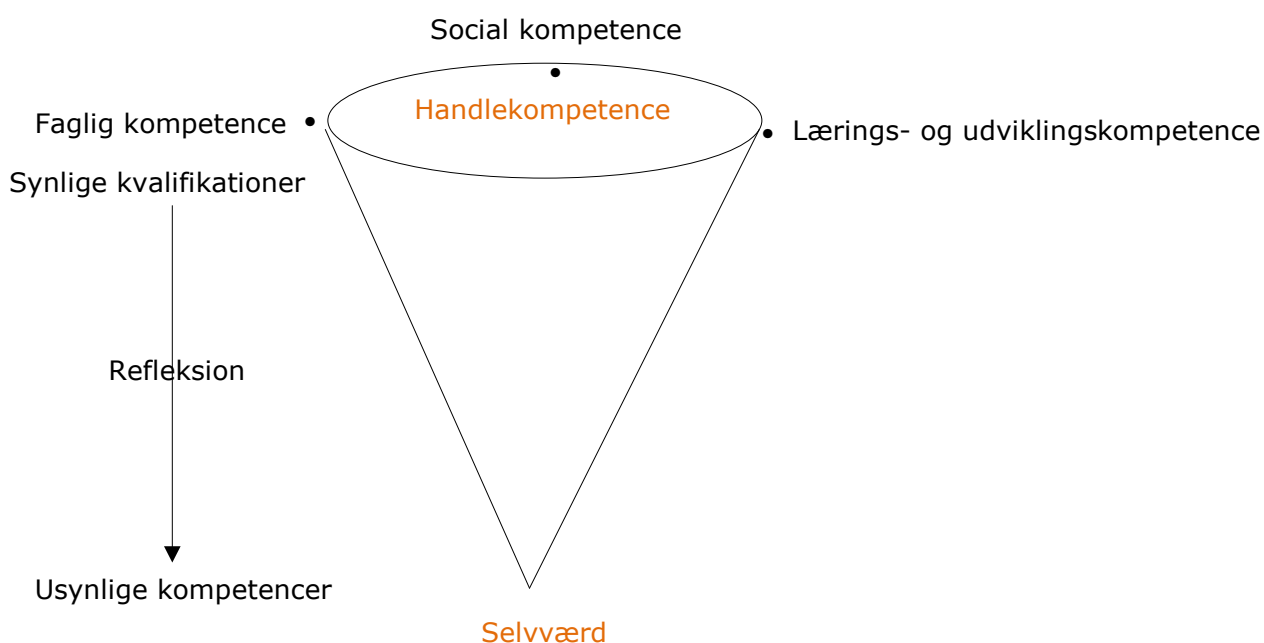 Social kompetence
Handlekompetence
Faglig kompetence
Lærings- og udviklingskompetence
Synlige kvalifikationer
Refleksion
Usynlige kompetencer
Selvværd